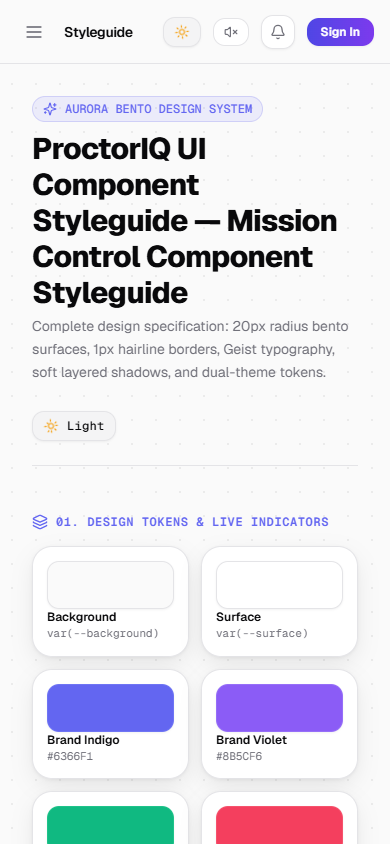 Styleguide
Sign In
AURORA BENTO DESIGN SYSTEM
ProctorIQ UI
Component
Styleguide — Mission
Control Component
Styleguide
Complete design specification: 20px radius bento
surfaces, 1px hairline borders, Geist typography,
soft layered shadows, and dual-theme tokens.
Light
01. DESIGN TOKENS & LIVE INDICATORS
Background
var(--background)
Surface
var(--surface)
Brand Indigo
#6366F1
Brand Violet
#8B5CF6